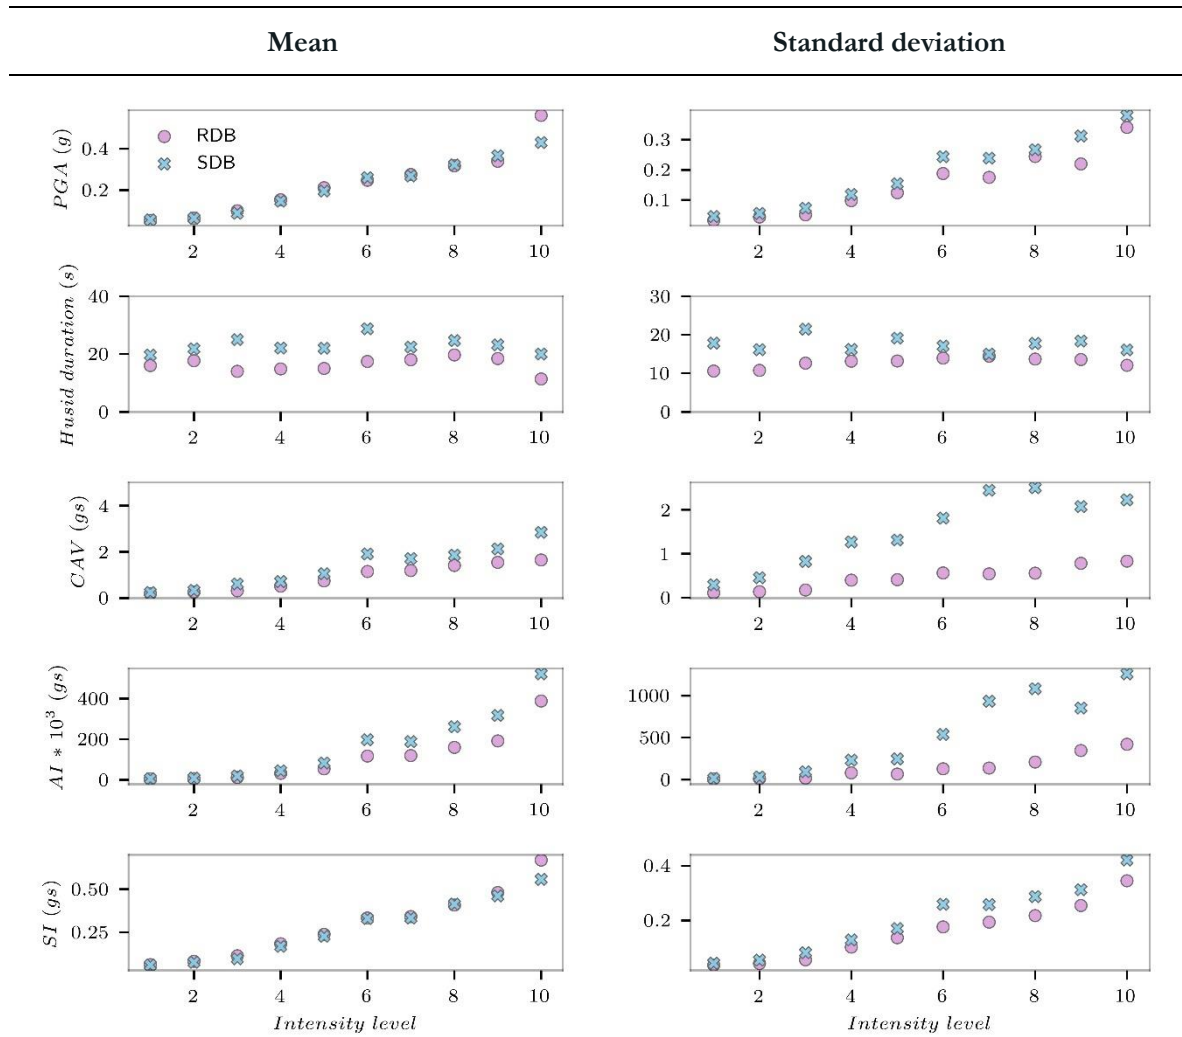 Mean Standard deviation
PGA (g)
0.4
0.2
RDB
SDB
2 4 6 8 10
0.3
0.2
0.1
2 4 6 8 10
Husid duration (s)
40
20
0
2 4 6 8 10
30
20
10
0
2 4 6 8 10
CAV (gs)
4
2
0
2 4 6 8 10
2
1
0
2 4 6 8 10
AI * 10³ (gs)
400
200
0
2 4 6 8 10
1000
500
0
2 4 6 8 10
SI (gs)
0.50
0.25
2 4 6 8 10
Intensity level
0.4
0.2
2 4 6 8 10
Intensity level